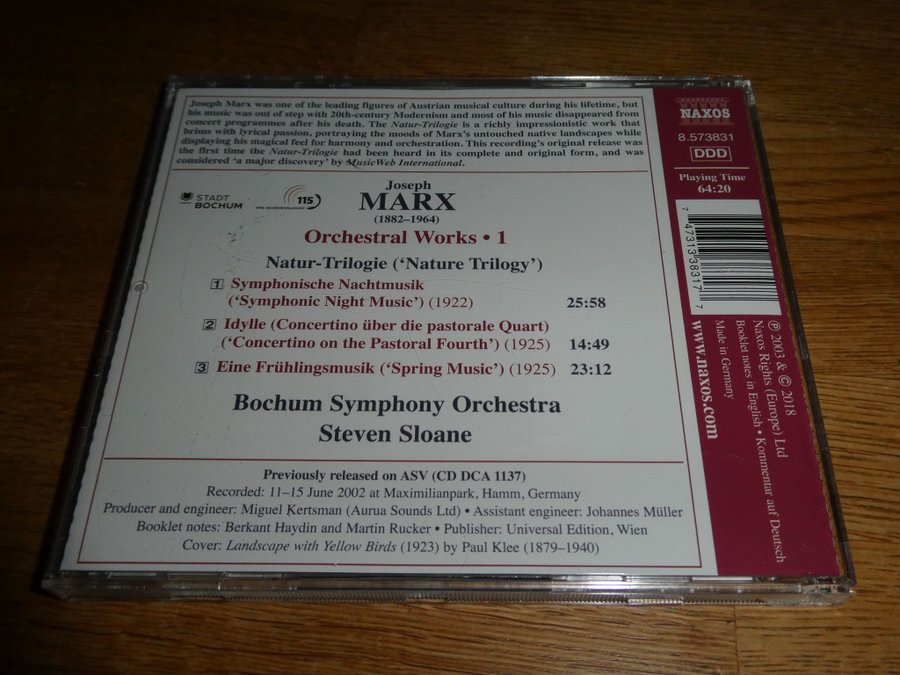 Joseph Marx was one of the leading figures of Austrian musical culture during his lifetime, but
his music was out of step with 20th-century Modernism and most of his music disappeared from
concert programmes after his death. The Natur-Trilogie is a richly impressionistic work that
brims with lyrical passion, portraying the moods of Marx's untouched native landscapes while
displaying his magical feel for harmony and orchestration. This recording's original release was
the first time the Natur-Trilogie had been heard in its complete and original form, and was
considered 'a major discovery' by MusicWeb International.
STADT
BOCHUM
115
Joseph
MARX
(1882–1964)
Orchestral Works • 1
Natur-Trilogie ('Nature Trilogy')
1 Symphonische Nachtmusik
('Symphonic Night Music') (1922) 25:58
2 Idylle (Concertino über die pastorale Quart)
('Concertino on the Pastoral Fourth') (1925) 14:49
3 Eine Frühlingsmusik ('Spring Music') (1925) 23:12
Bochum Symphony Orchestra
Steven Sloane
Previously released on ASV (CD DCA 1137)
Recorded: 11–15 June 2002 at Maximilianpark, Hamm, Germany
Producer and engineer: Miguel Kertsman (Aurua Sounds Ltd) • Assistant engineer: Johannes Müller
Booklet notes: Berkant Haydin and Martin Rucker • Publisher: Universal Edition, Wien
Cover: Landscape with Yellow Birds (1923) by Paul Klee (1879–1940)
NAXOS
8.573831
DDD
Playing Time
64:20
7 47313 38317 7
℗ 2003 & © 2018
Naxos Rights (Europe) Ltd
Booklet notes in English • Kommentar auf Deutsch
Made in Germany
www.naxos.com